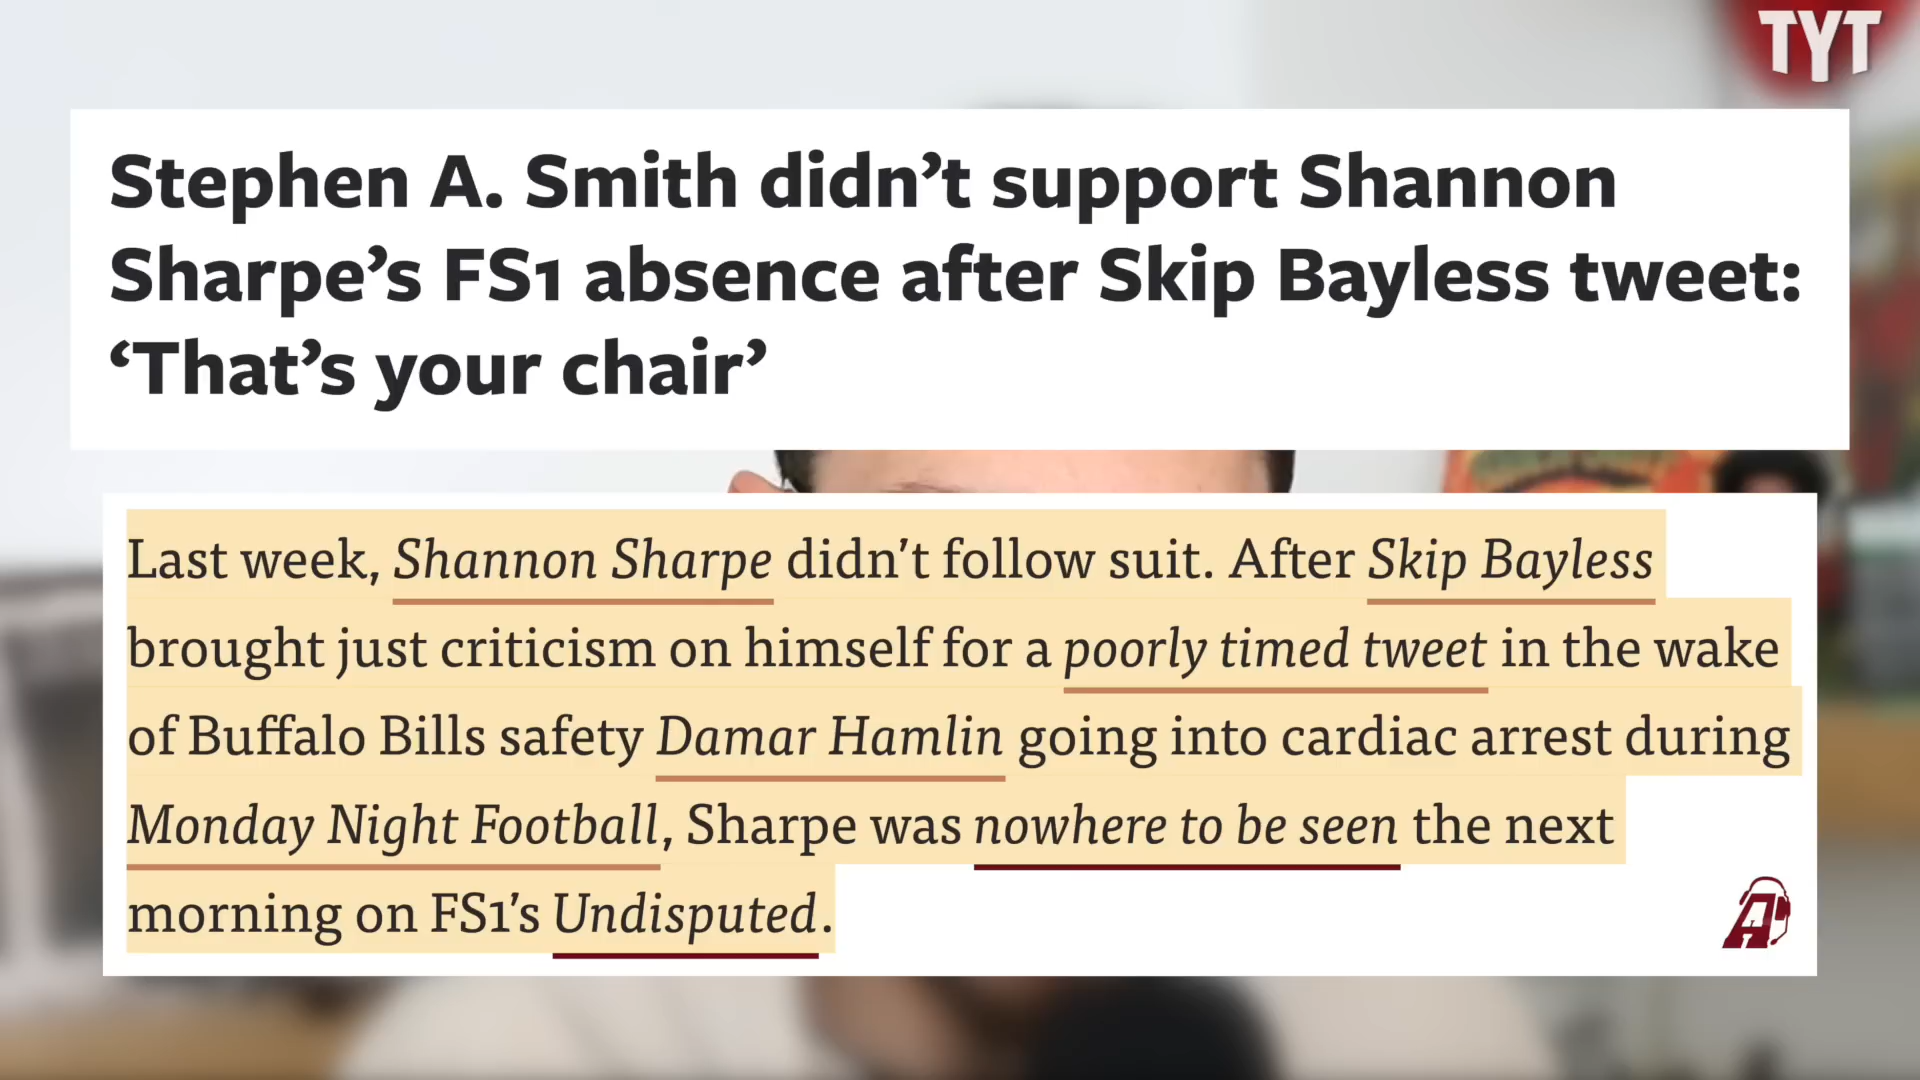 TYT
Stephen A. Smith didn’t support Shannon
Sharpe’s FS1 absence after Skip Bayless tweet:
‘That’s your chair’
Last week, Shannon Sharpe didn’t follow suit. After Skip Bayless
brought just criticism on himself for a poorly timed tweet in the wake
of Buffalo Bills safety Damar Hamlin going into cardiac arrest during
Monday Night Football, Sharpe was nowhere to be seen the next
morning on FS1’s Undisputed.
A